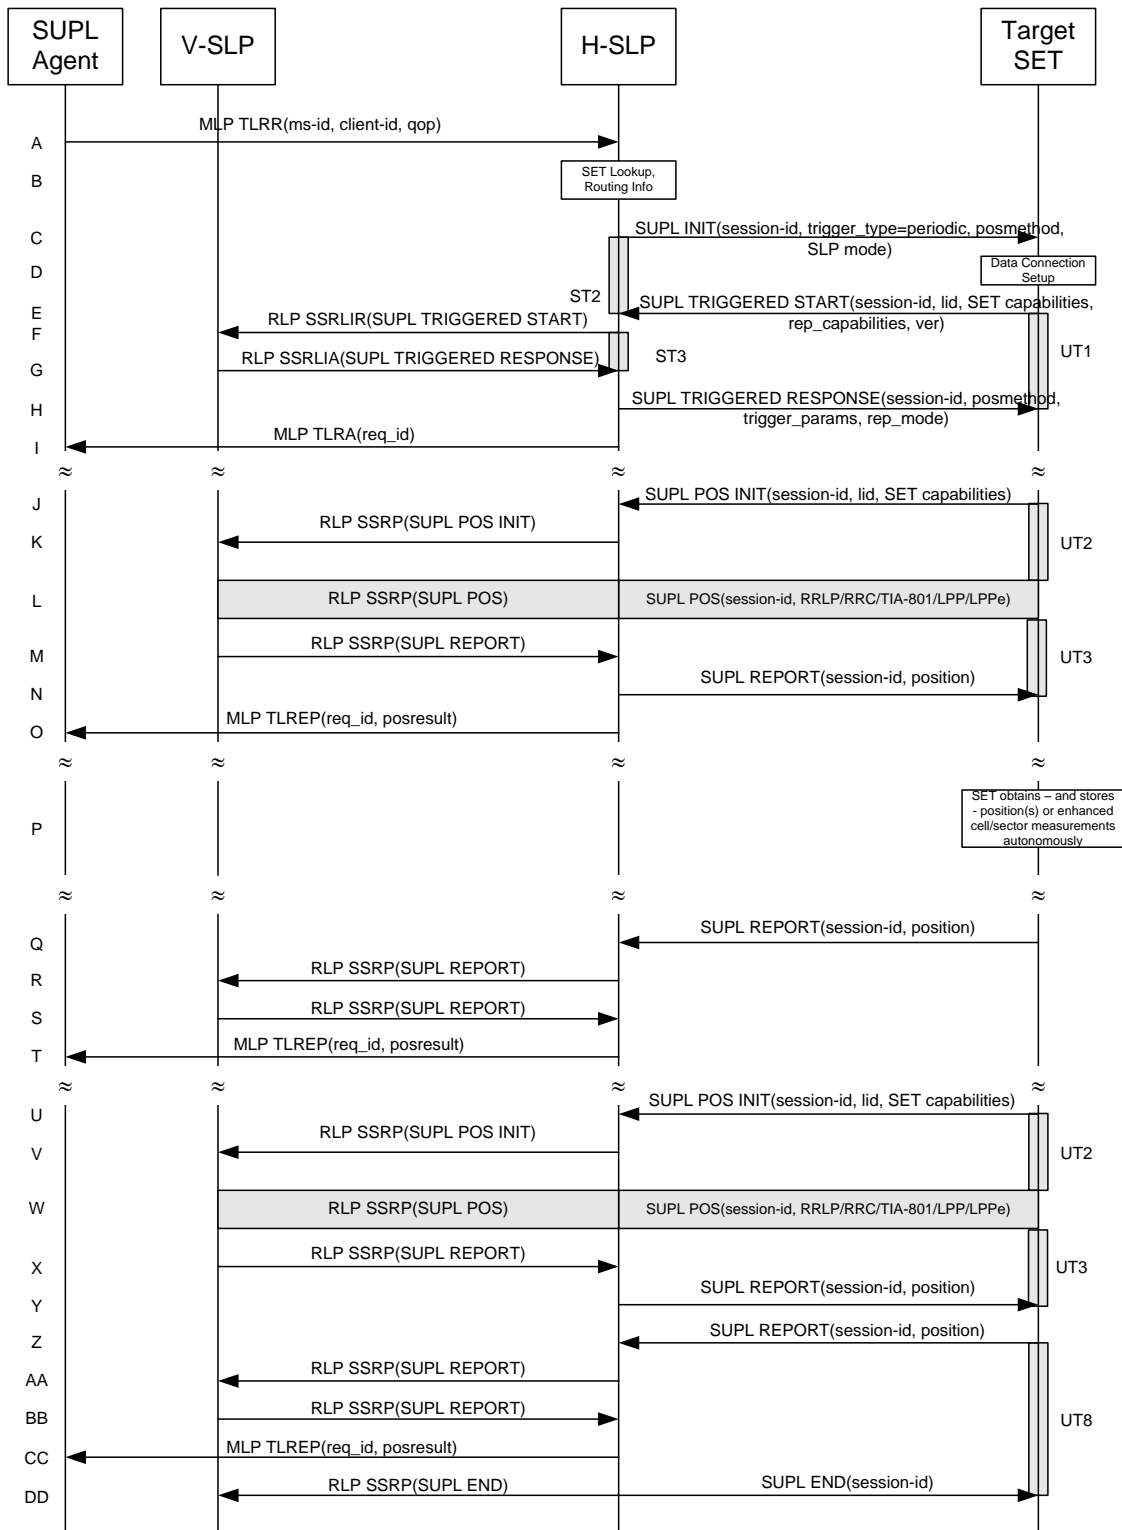 SUPL
Agent
V-SLP
H-SLP
Target
SET
A
MLP TLRR(ms-id, client-id, qop)
B
SET Lookup,
Routing Info
C
SUPL INIT(session-id, trigger_type=periodic, posmethod,
SLP mode)
D
Data Connection
Setup
ST2
E
SUPL TRIGGERED START(session-id, lid, SET capabilities,
rep_capabilities, ver)
F
RLP SSRLIR(SUPL TRIGGERED START)
UT1
G
RLP SSRLIA(SUPL TRIGGERED RESPONSE)
ST3
H
SUPL TRIGGERED RESPONSE(session-id, posmethod,
trigger_params, rep_mode)
I
MLP TLRA(req_id)
≈ ≈ ≈ ≈
J
SUPL POS INIT(session-id, lid, SET capabilities)
K
RLP SSRP(SUPL POS INIT)
UT2
L
RLP SSRP(SUPL POS)
SUPL POS(session-id, RRLP/RRC/TIA-801/LPP/LPPe)
M
RLP SSRP(SUPL REPORT)
UT3
N
SUPL REPORT(session-id, position)
O
MLP TLREP(req_id, posresult)
≈ ≈ ≈ ≈
P
SET obtains – and stores
- position(s) or enhanced
cell/sector measurements
autonomously
≈ ≈ ≈ ≈
Q
SUPL REPORT(session-id, position)
R
RLP SSRP(SUPL REPORT)
S
RLP SSRP(SUPL REPORT)
T
MLP TLREP(req_id, posresult)
≈ ≈ ≈ ≈
U
SUPL POS INIT(session-id, lid, SET capabilities)
V
RLP SSRP(SUPL POS INIT)
UT2
W
RLP SSRP(SUPL POS)
SUPL POS(session-id, RRLP/RRC/TIA-801/LPP/LPPe)
X
RLP SSRP(SUPL REPORT)
UT3
Y
SUPL REPORT(session-id, position)
Z
SUPL REPORT(session-id, position)
AA
RLP SSRP(SUPL REPORT)
BB
RLP SSRP(SUPL REPORT)
UT8
CC
MLP TLREP(req_id, posresult)
DD
RLP SSRP(SUPL END)
SUPL END(session-id)